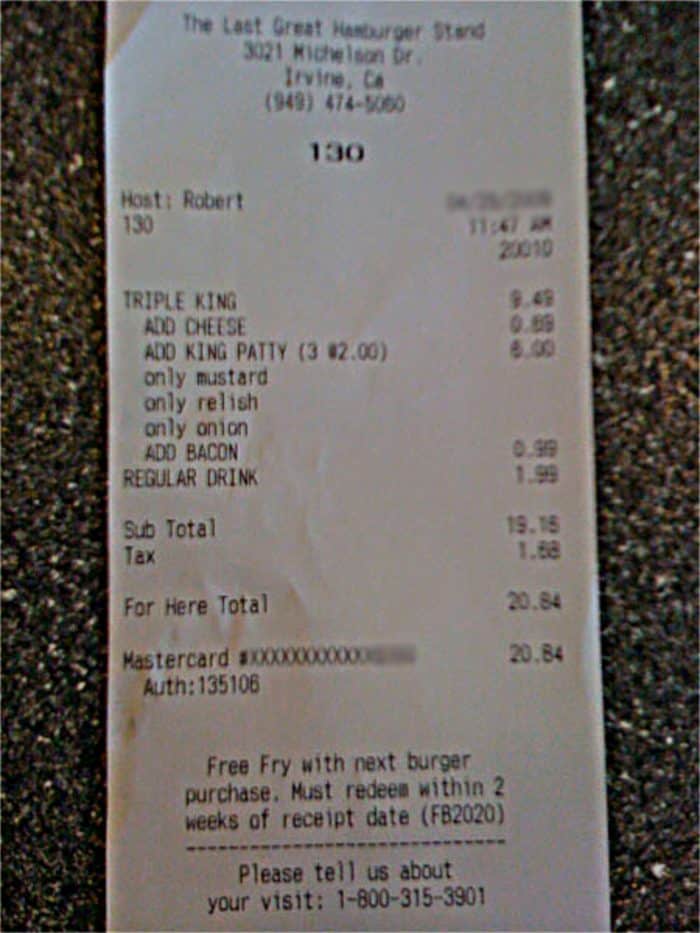 The Last Great Hamburger Stand
3021 Michelson Dr.
Irvine, Ca
(949) 474-5060
130
Host: Robert
130 11:47 AM
20010
TRIPLE KING 9.49
ADD CHEESE 0.69
ADD KING PATTY (3 @2.00) 6.00
only mustard
only relish
only onion
ADD BACON 0.99
REGULAR DRINK 1.99
Sub Total 19.16
Tax 1.68
For Here Total 20.84
Mastercard #XXXXXXXXXXXX 20.84
Auth:135106
Free Fry with next burger
purchase. Must redeem within 2
weeks of receipt date (FB2020)
Please tell us about
your visit: 1-800-315-3901